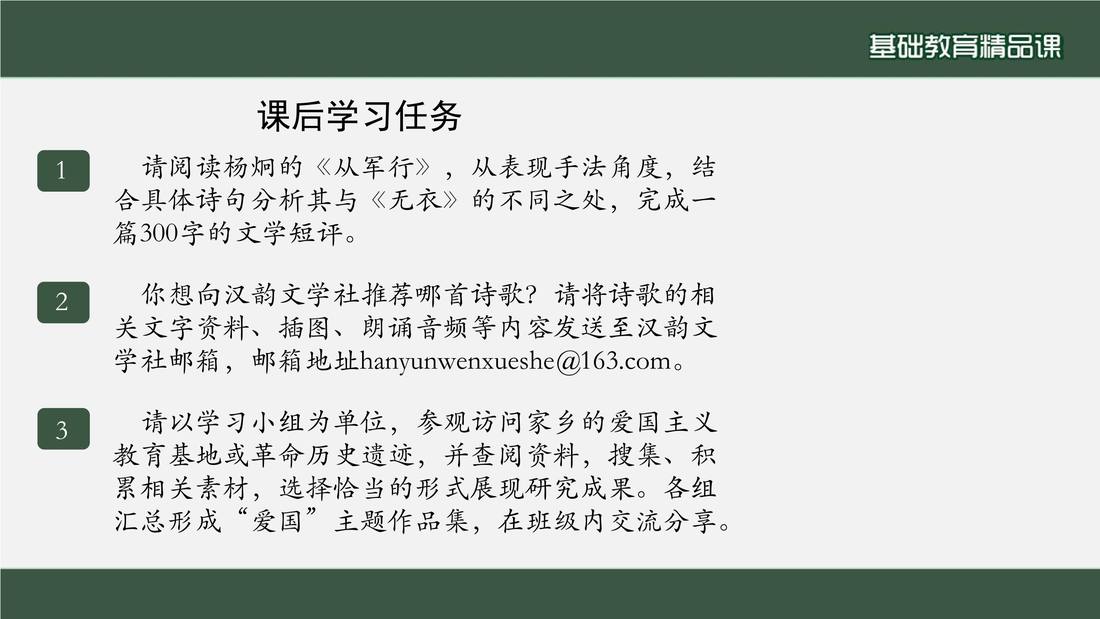 基础教育精品课
课后学习任务
1
请阅读杨炯的《从军行》，从表现手法角度，结
合具体诗句分析其与《无衣》的不同之处，完成一
篇300字的文学短评。
2
你想向汉韵文学社推荐哪首诗歌？请将诗歌的相
关文字资料、插图、朗诵音频等内容发送至汉韵文
学社邮箱，邮箱地址hanyunwenxueshe@163.com。
3
请以学习小组为单位，参观访问家乡的爱国主义
教育基地或革命历史遗迹，并查阅资料，搜集、积
累相关素材，选择恰当的形式展现研究成果。各组
汇总形成“爱国”主题作品集，在班级内交流分享。